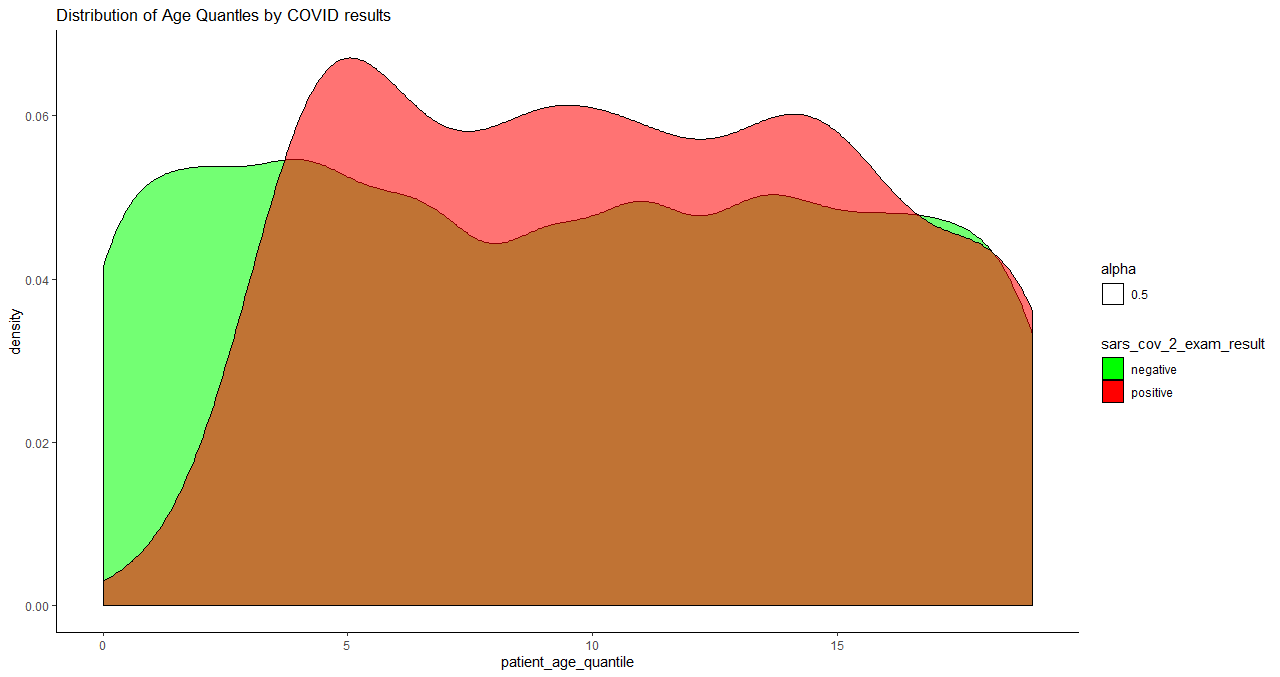 Distribution of Age Quantles by COVID results
0.06
0.04
0.02
0.00
density
0
5
10
15
patient_age_quantile
alpha
0.5
sars_cov_2_exam_result
negative
positive